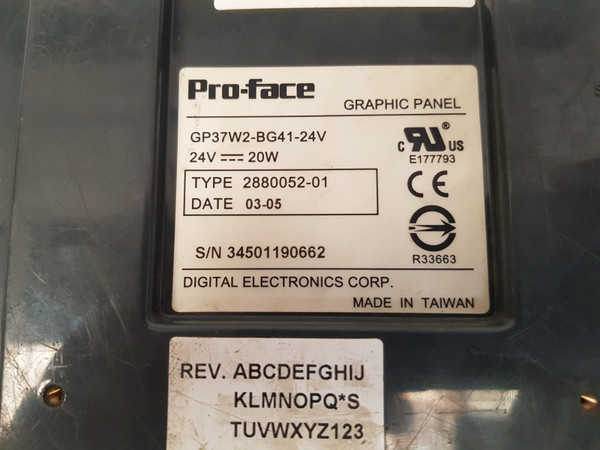 Pro-face
GRAPHIC PANEL
GP37W2-BG41-24V
24V ⎓ 20W
c UR US
E177793
TYPE 2880052-01
DATE 03-05
CE
S/N 34501190662
R33663
DIGITAL ELECTRONICS CORP.
MADE IN TAIWAN
REV. ABCDEFGHIJ
KLMNOPQ*S
TUVWXYZ123